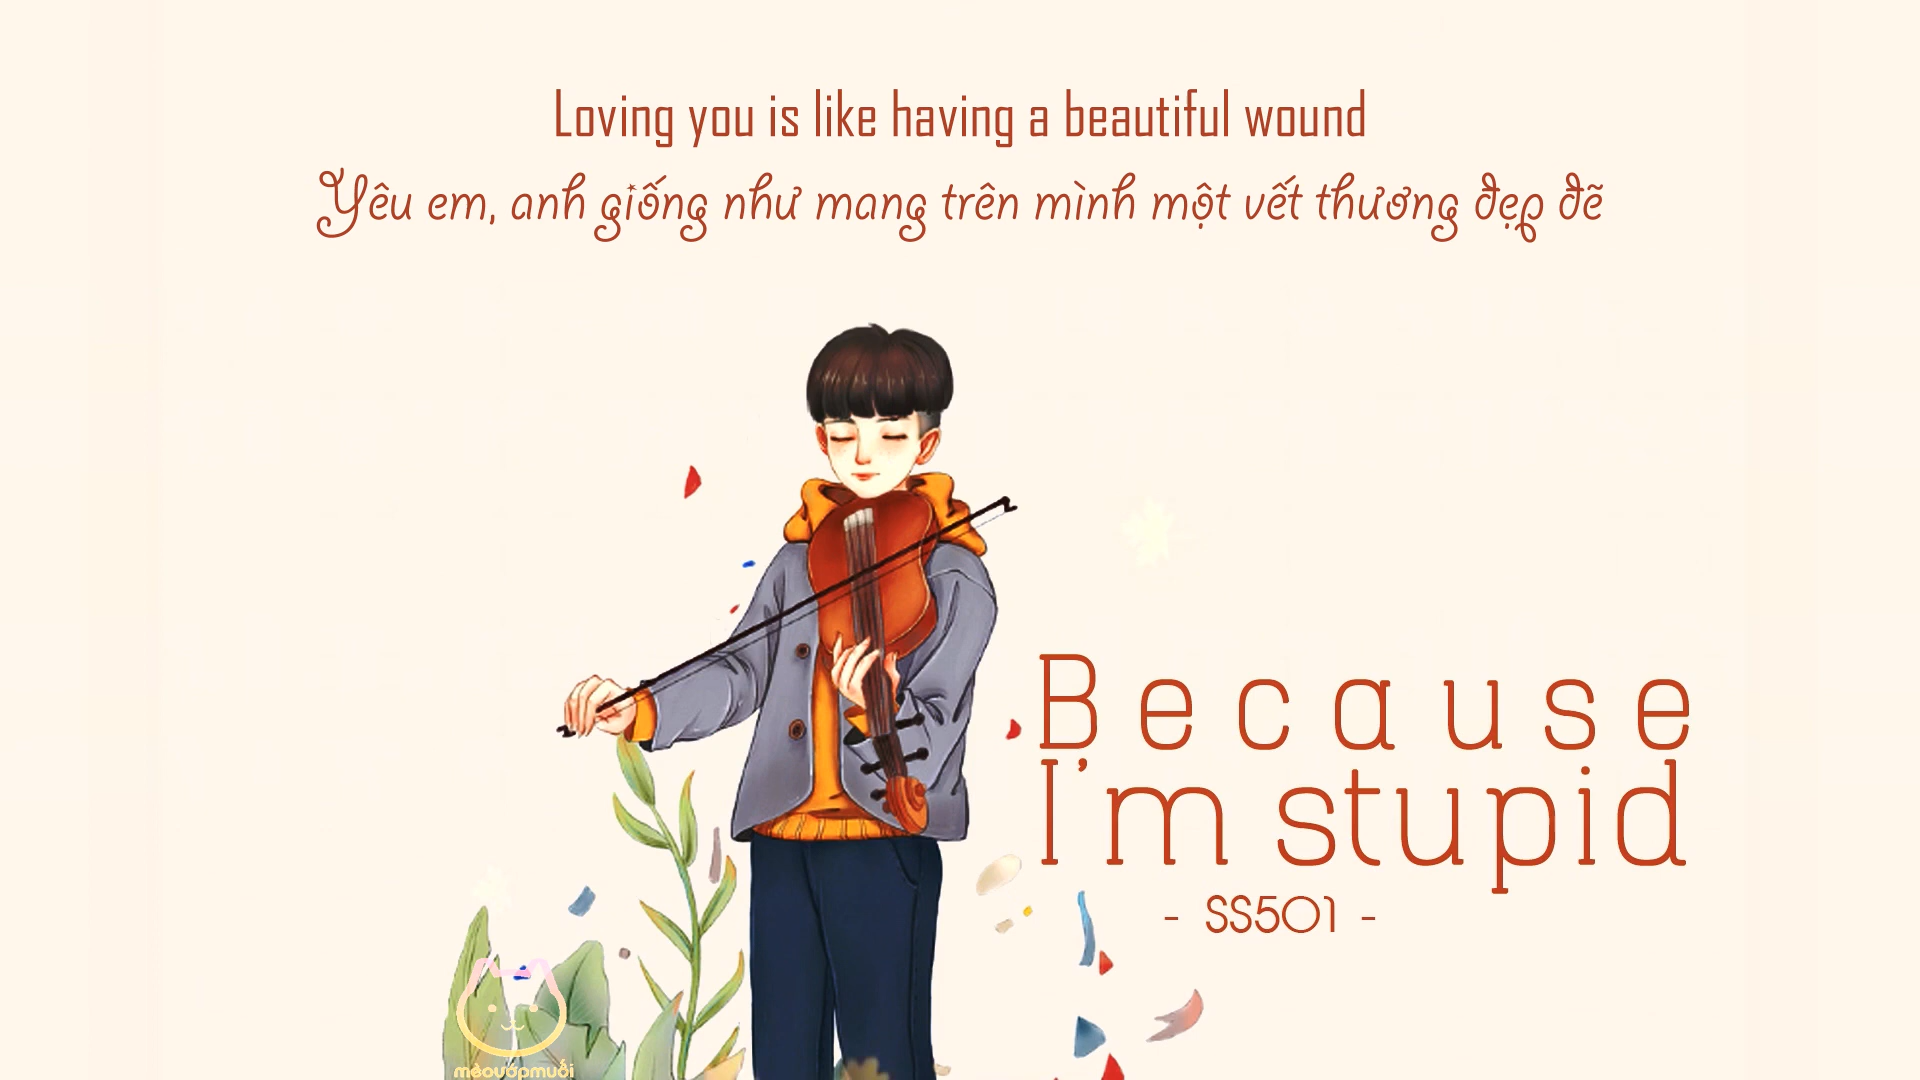 Loving you is like having a beautiful wound
Yêu em, anh giống như mang trên mình một vết thương đẹp đẽ
Because
I'm stupid
- SS501 -
mèoướpmuối